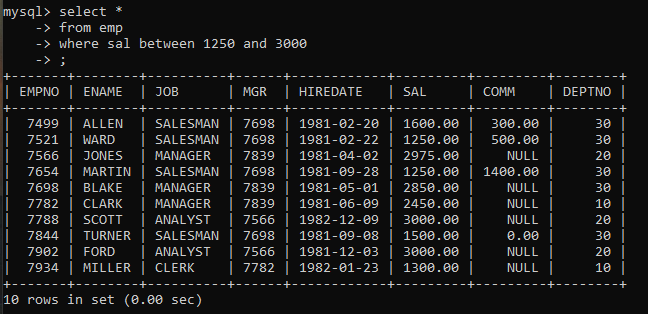 mysql> select *
    -> from emp
    -> where sal between 1250 and 3000
    -> ;
+-------+--------+----------+------+------------+---------+---------+--------+
| EMPNO | ENAME  | JOB      | MGR  | HIREDATE   | SAL     | COMM    | DEPTNO |
+-------+--------+----------+------+------------+---------+---------+--------+
|  7499 | ALLEN  | SALESMAN | 7698 | 1981-02-20 | 1600.00 |  300.00 |     30 |
|  7521 | WARD   | SALESMAN | 7698 | 1981-02-22 | 1250.00 |  500.00 |     30 |
|  7566 | JONES  | MANAGER  | 7839 | 1981-04-02 | 2975.00 |    NULL |     20 |
|  7654 | MARTIN | SALESMAN | 7698 | 1981-09-28 | 1250.00 | 1400.00 |     30 |
|  7698 | BLAKE  | MANAGER  | 7839 | 1981-05-01 | 2850.00 |    NULL |     30 |
|  7782 | CLARK  | MANAGER  | 7839 | 1981-06-09 | 2450.00 |    NULL |     10 |
|  7788 | SCOTT  | ANALYST  | 7566 | 1982-12-09 | 3000.00 |    NULL |     20 |
|  7844 | TURNER | SALESMAN | 7698 | 1981-09-08 | 1500.00 |    0.00 |     30 |
|  7902 | FORD   | ANALYST  | 7566 | 1981-12-03 | 3000.00 |    NULL |     20 |
|  7934 | MILLER | CLERK    | 7782 | 1982-01-23 | 1300.00 |    NULL |     10 |
+-------+--------+----------+------+------------+---------+---------+--------+
10 rows in set (0.00 sec)